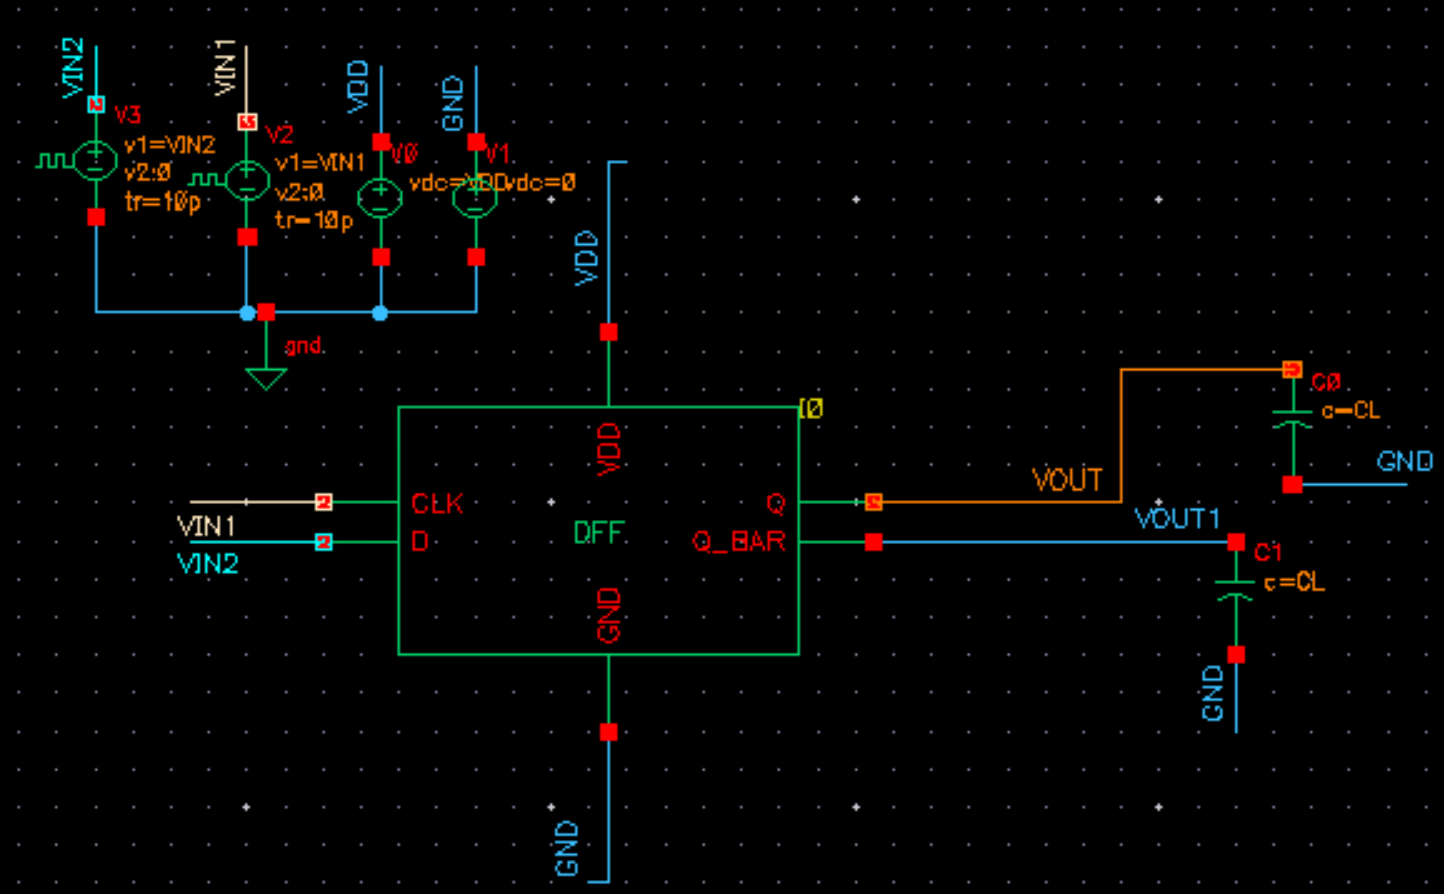 VIN2
VIN1
VDD
GND
V3
v1=VIN2
v2:0
tr=10p
V2
v1=VIN1
v2:0
tr=10p
V0
vdc=VDD
V1
vdc=0
gnd
VDD
I0
VDD
CLK
D
DFF
Q
Q_BAR
GND
VIN1
VIN2
VOUT
VOUT1
C0
c=CL
GND
C1
c=CL
GND
GND